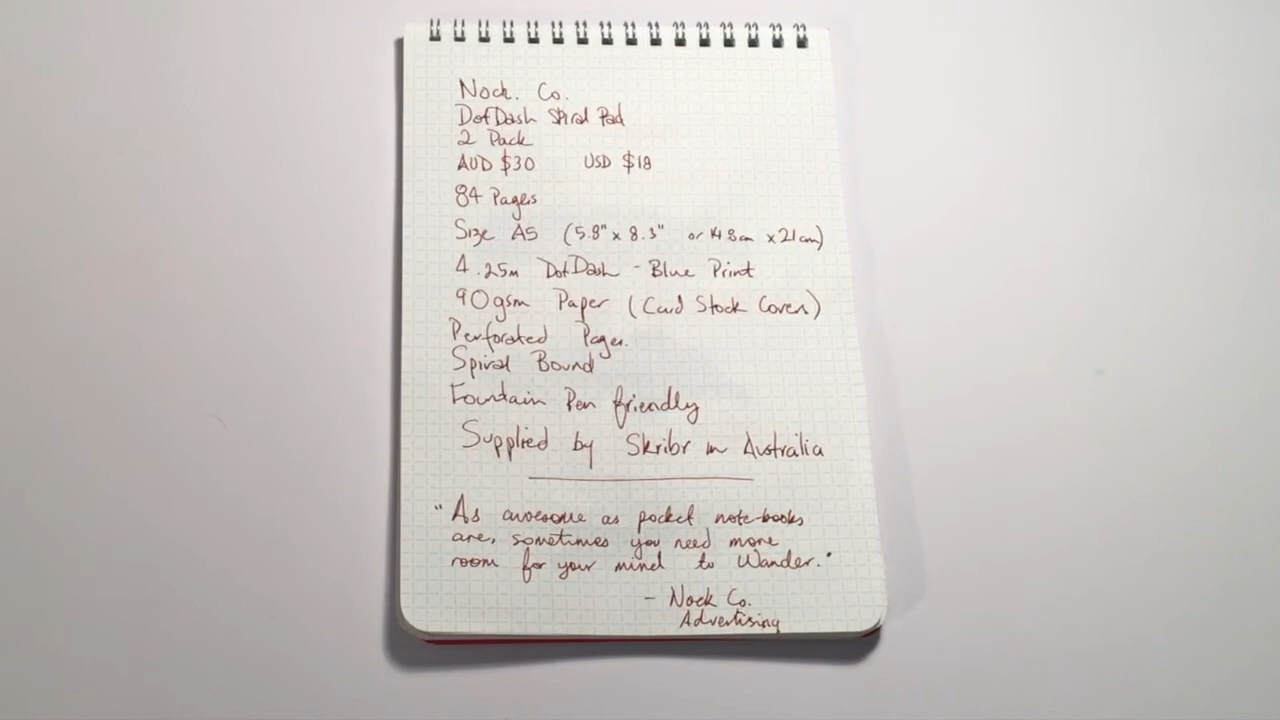 Nock. Co.
DotDash Spiral Pad
2 Pack
AUD $30 USD $18
84 Pages
Size A5 (5.8" x 8.3" or 14.8cm x 21cm)
4.25m DotDash - Blue Print
90gsm Paper (Card Stock Covers)
Perforated Pages.
Spiral Bound
Fountain Pen friendly
Supplied by Skribr in Australia
"As awesome as pocket note-books
are, sometimes you need more
room for your mind to Wander."
- Nock Co.
Advertising